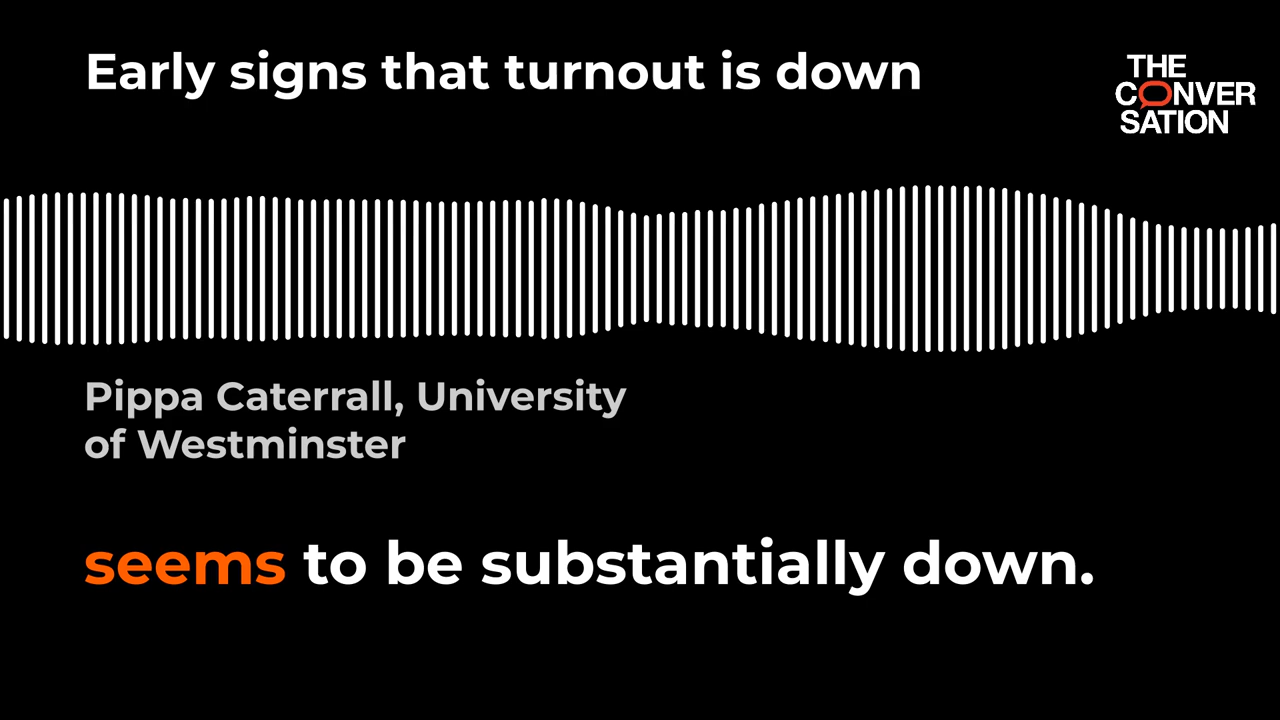 Early signs that turnout is down
THE
CONVER
SATION
Pippa Caterrall, University
of Westminster
seems to be substantially down.